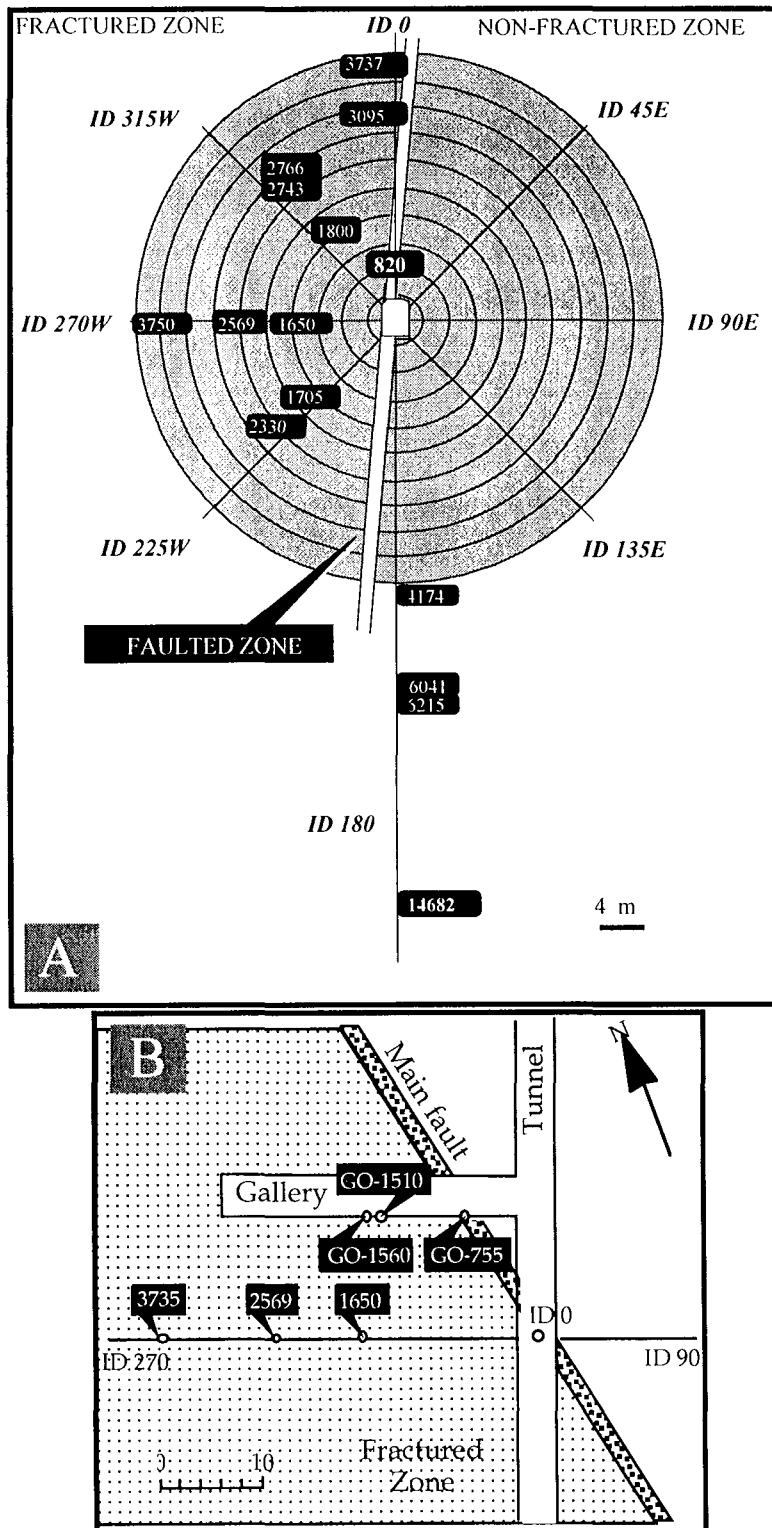 FRACTURED ZONE
ID 0
NON-FRACTURED ZONE
3737
ID 315W
3095
ID 45E
2766
2743
1800
820
ID 270W
3750
2569
1650
ID 90E
1705
2330
ID 225W
ID 135E
FAULTED ZONE
4174
6041
6215
ID 180
14682
4 m
A
B
Main fault
Tunnel
N
Gallery
GO-1510
GO-1560
GO-755
3735
2569
1650
ID 0
ID 270
ID 90
0
10
Fractured
Zone